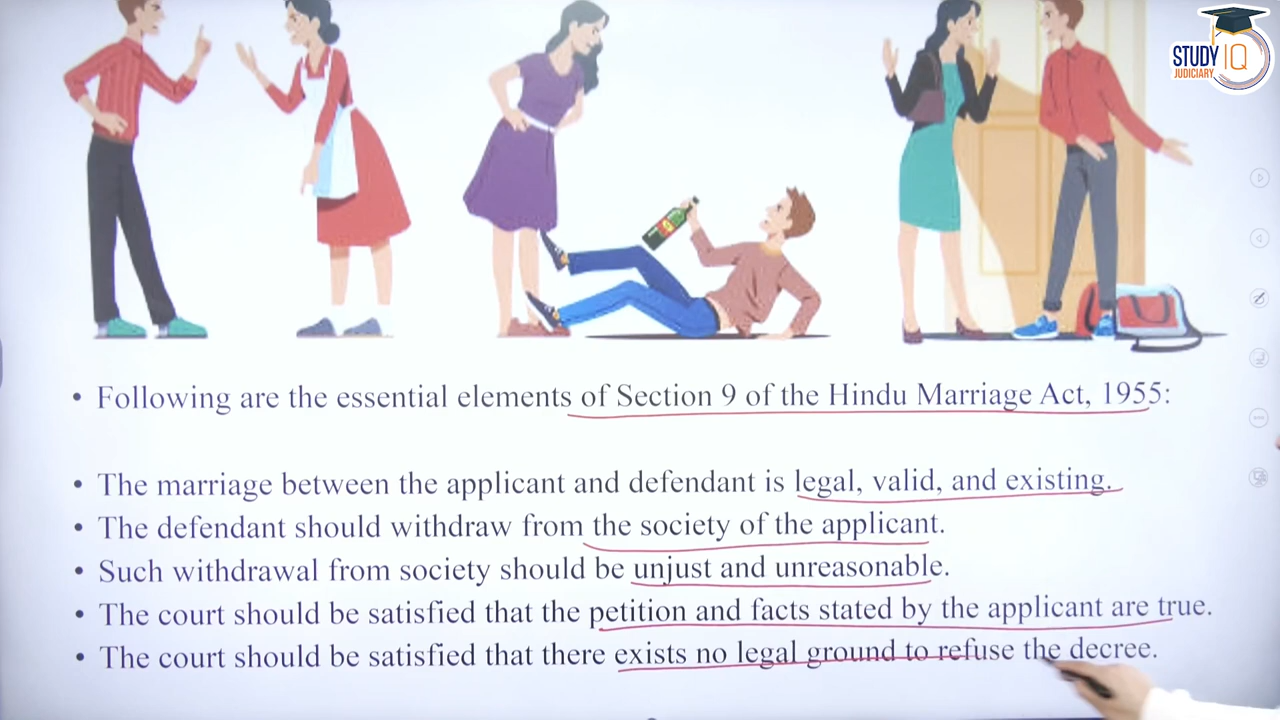 STUDY IQ
JUDICIARY
• Following are the essential elements of Section 9 of the Hindu Marriage Act, 1955:
• The marriage between the applicant and defendant is legal, valid, and existing.
• The defendant should withdraw from the society of the applicant.
• Such withdrawal from society should be unjust and unreasonable.
• The court should be satisfied that the petition and facts stated by the applicant are true.
• The court should be satisfied that there exists no legal ground to refuse the decree.